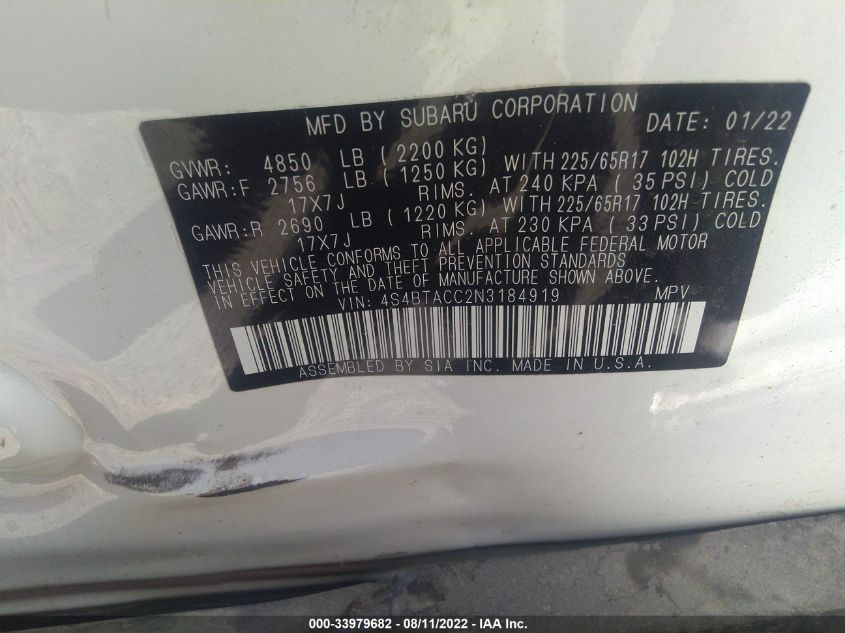 MFD BY SUBARU CORPORATION DATE: 01/22
GVWR: 4850 LB (2200 KG)
GAWR:F 2756 LB (1250 KG) WITH 225/65R17 102H TIRES.
17X7J RIMS. AT 240 KPA (35 PSI) COLD
GAWR:R 2690 LB (1220 KG) WITH 225/65R17 102H TIRES.
17X7J RIMS. AT 230 KPA (33 PSI) COLD
THIS VEHICLE CONFORMS TO ALL APPLICABLE FEDERAL MOTOR
VEHICLE SAFETY AND THEFT PREVENTION STANDARDS
IN EFFECT ON THE DATE OF MANUFACTURE SHOWN ABOVE.
VIN: 4S4BTACC2N3184919 MPV
ASSEMBLED BY SIA INC. MADE IN U.S.A.
000-33979682 - 08/11/2022 - IAA Inc.